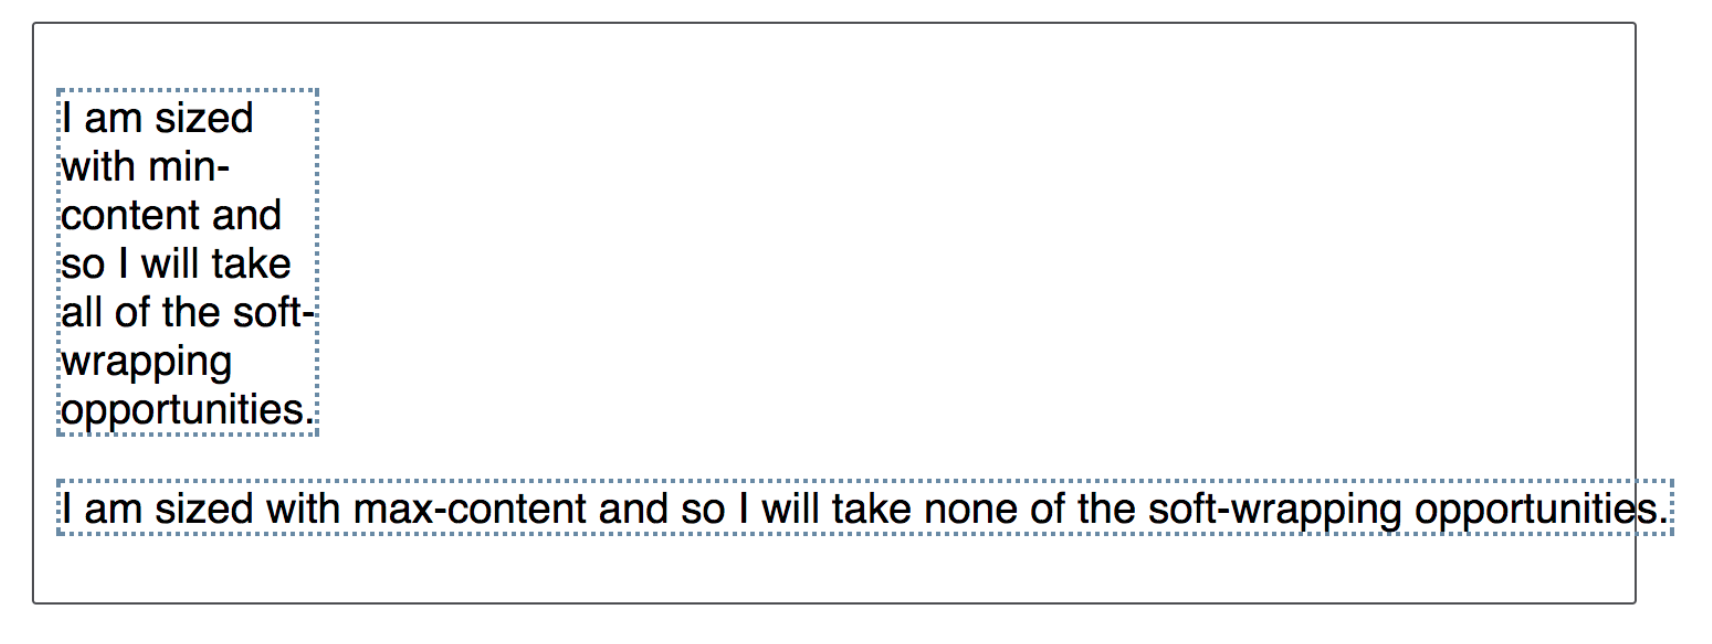 I am sized
with min-
content and
so I will take
all of the soft-
wrapping
opportunities.
I am sized with max-content and so I will take none of the soft-wrapping opportunities.